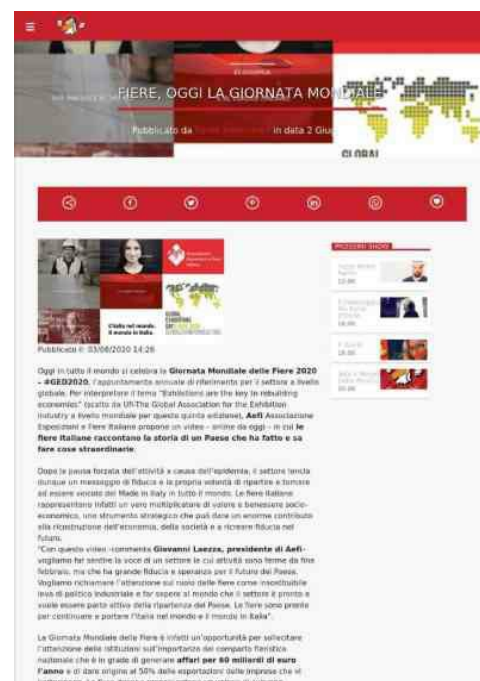 ECONOMIA
FIERE, OGGI LA GIORNATA MONDIALE
Pubblicato da in data 2 Giu
GLOBAL
PROSSIMI SHOW
L'Italia nel mondo.
Il mondo in Italia.
Pubblicato il: 03/06/2020 14:26
Oggi in tutto il mondo si celebra la Giornata Mondiale delle Fiere 2020
– #GED2020, l'appuntamento annuale di riferimento per il settore a livello
globale. Per interpretare il tema "Exhibitions are the key in rebuilding
economies" (scelto da UFI-The Global Association for the Exhibition
Industry a livello mondiale per questa quinta edizione), Aefi Associazione
Esposizioni e Fiere Italiane propone un video – online da oggi – in cui le
fiere italiane raccontano la storia di un Paese che ha fatto e sa
fare cose straordinarie.
Dopo la pausa forzata dell'attività a causa dell'epidemia, il settore lancia
dunque un messaggio di fiducia e la propria volontà di ripartire e tornare
ad essere veicolo del Made in Italy in tutto il mondo. Le fiere italiane
rappresentano infatti un vero moltiplicatore di valore e benessere socio-
economico, uno strumento strategico che può dare un enorme contributo
alla ricostruzione dell'economia, della società e a ricreare fiducia nel
futuro.
"Con questo video -commenta Giovanni Laezza, presidente di Aefi-
vogliamo far sentire la voce di un settore le cui attività sono ferme da fine
febbraio, ma che ha grande fiducia e speranza per il futuro del Paese.
Vogliamo richiamare l'attenzione sul ruolo delle fiere come insostituibile
leva di politica industriale e far sapere al mondo che il settore è pronto e
vuole essere parte attiva della ripartenza del Paese. Le fiere sono pronte
per continuare a portare l'Italia nel mondo e il mondo in Italia".
La Giornata Mondiale delle Fiere è infatti un'opportunità per sollecitare
l'attenzione delle istituzioni sull'importanza del comparto fieristico
nazionale che è in grado di generare affari per 60 miliardi di euro
l'anno e di dare origine al 50% delle esportazioni delle imprese che vi